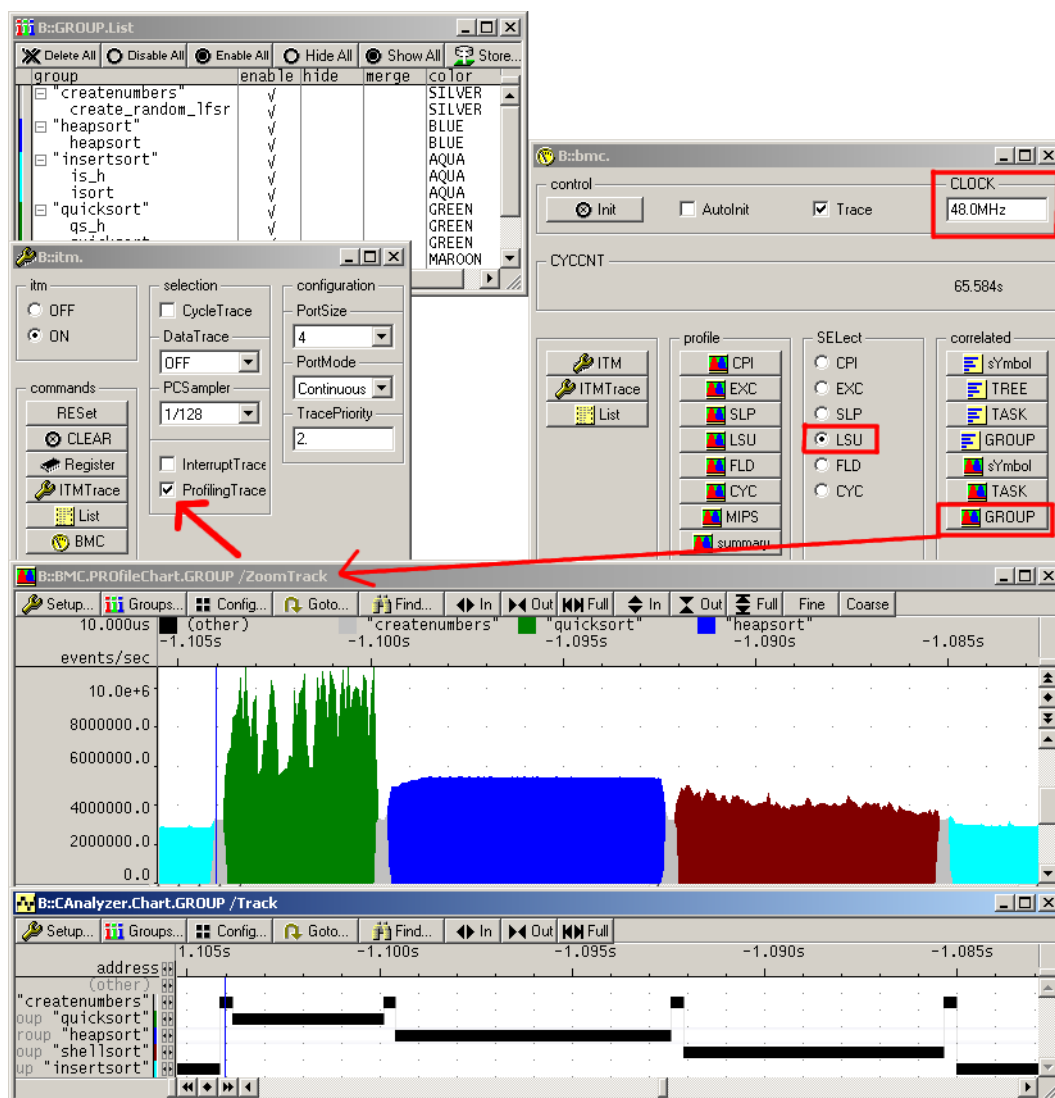 B::GROUP.List
Delete All Disable All Enable All Hide All Show All Store...
group enable hide merge color
"createnumbers" √ SILVER
create_random_lfsr √ SILVER
"heapsort" √ BLUE
heapsort √ BLUE
"insertsort" √ AQUA
is_h √ AQUA
isort √ AQUA
"quicksort" √ GREEN
qs_h √ GREEN
GREEN
MAROON
B::bmc.
control
Init AutoInit Trace
CLOCK
48.0MHz
CYCCNT
65.584s
ITM
ITMTrace
List
profile
CPI
EXC
SLP
LSU
FLD
CYC
MIPS
summary
SELect
CPI
EXC
SLP
LSU
FLD
CYC
correlated
sYmbol
TREE
TASK
GROUP
sYmbol
TASK
GROUP
B::itm.
itm
OFF
ON
commands
RESet
CLEAR
Register
ITMTrace
List
BMC
selection
CycleTrace
DataTrace
OFF
PCSampler
1/128
InterruptTrace
ProfilingTrace
configuration
PortSize
4
PortMode
Continuous
TracePriority
2.
B::BMC.PROfileChart.GROUP /ZoomTrack
Setup... Groups... Config... Goto... Find... In Out Full In Out Full Fine Coarse
10.000us (other) "createnumbers" "quicksort" "heapsort"
-1.105s -1.100s -1.095s -1.090s -1.085s
events/sec
10.0e+6
8000000.0
6000000.0
4000000.0
2000000.0
0.0
B::CAnalyzer.Chart.GROUP /Track
Setup... Groups... Config... Goto... Find... In Out Full
1.105s -1.100s -1.095s -1.090s -1.085s
address
(other)
"createnumbers"
oup "quicksort"
roup "heapsort"
oup "shellsort"
up "insertsort"